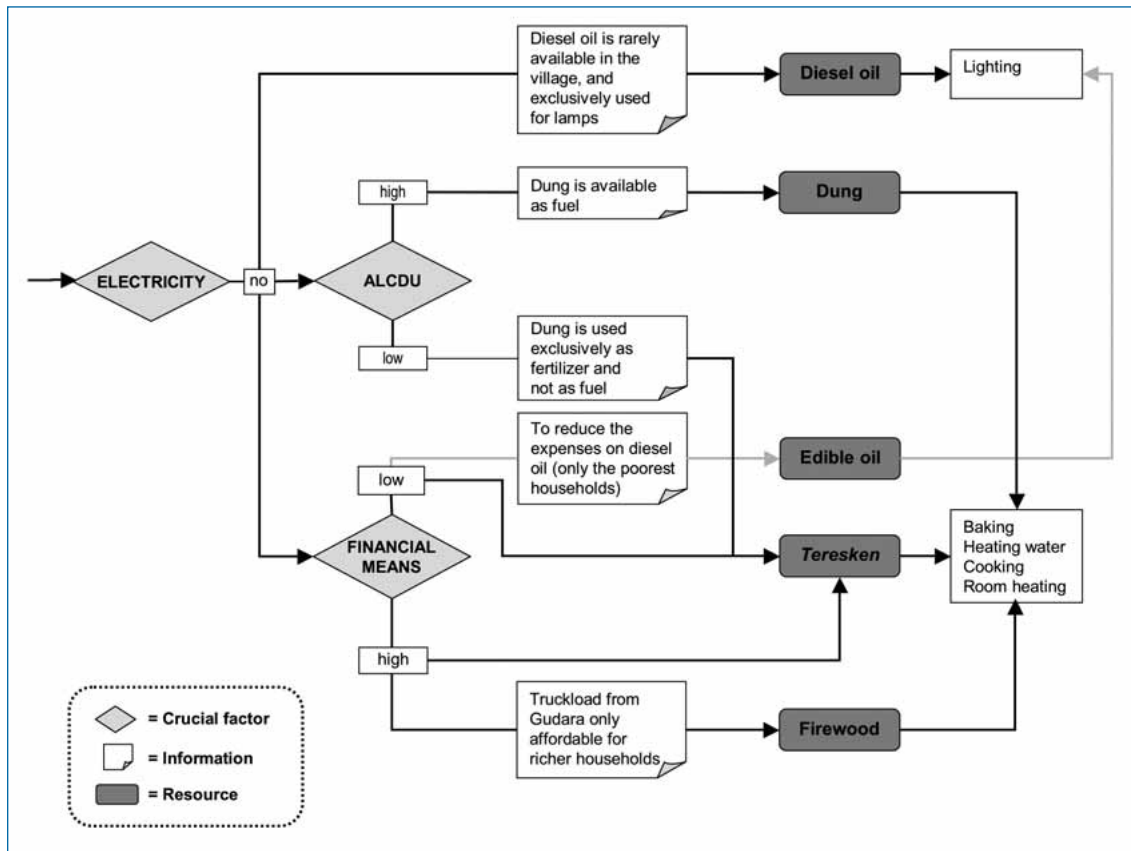 Diesel oil is rarely
available in the
village, and
exclusively used
for lamps
Diesel oil
Lighting
high
Dung is available
as fuel
Dung
ELECTRICITY
no
ALCDU
low
Dung is used
exclusively as
fertilizer and
not as fuel
To reduce the
expenses on diesel
oil (only the poorest
households)
Edible oil
low
FINANCIAL
MEANS
Teresken
Baking
Heating water
Cooking
Room heating
high
Truckload from
Gudara only
affordable for
richer households
Firewood
= Crucial factor
= Information
= Resource